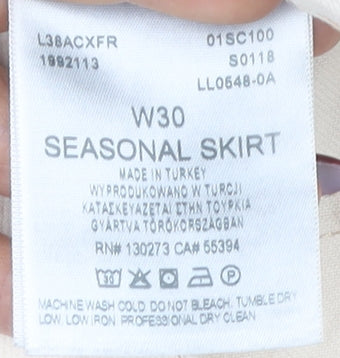 L38ACXFR 01SC100
1992113 S0118
LL0548-0A
W30
SEASONAL SKIRT
MADE IN TURKEY
WYPRODUKOWANO W TURCJI
ΚΑΤΑΣΚΕΥΑΖΕΤΑΙ ΣΤΗΝ ΤΟΥΡΚΙΑ
GYÁRTVA TÖRÖKORSZÁGBAN
RN# 130273 CA# 55394
MACHINE WASH COLD. DO NOT BLEACH. TUMBLE DRY
LOW. LOW IRON. PROFESSIONAL DRY CLEAN